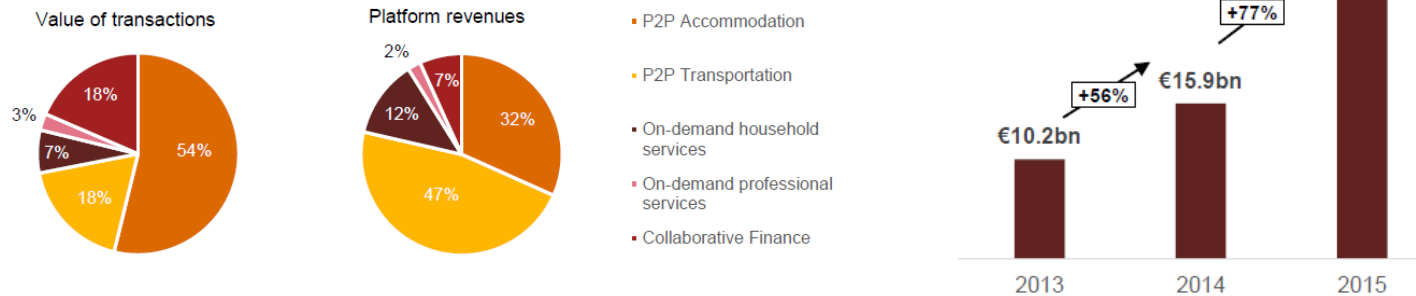 Value of transactions
18%
3%
7%
18%
54%
Platform revenues
2%
7%
12%
32%
47%
P2P Accommodation
P2P Transportation
On-demand household
services
On-demand professional
services
Collaborative Finance
+77%
+56%
€15.9bn
€10.2bn
2013
2014
2015